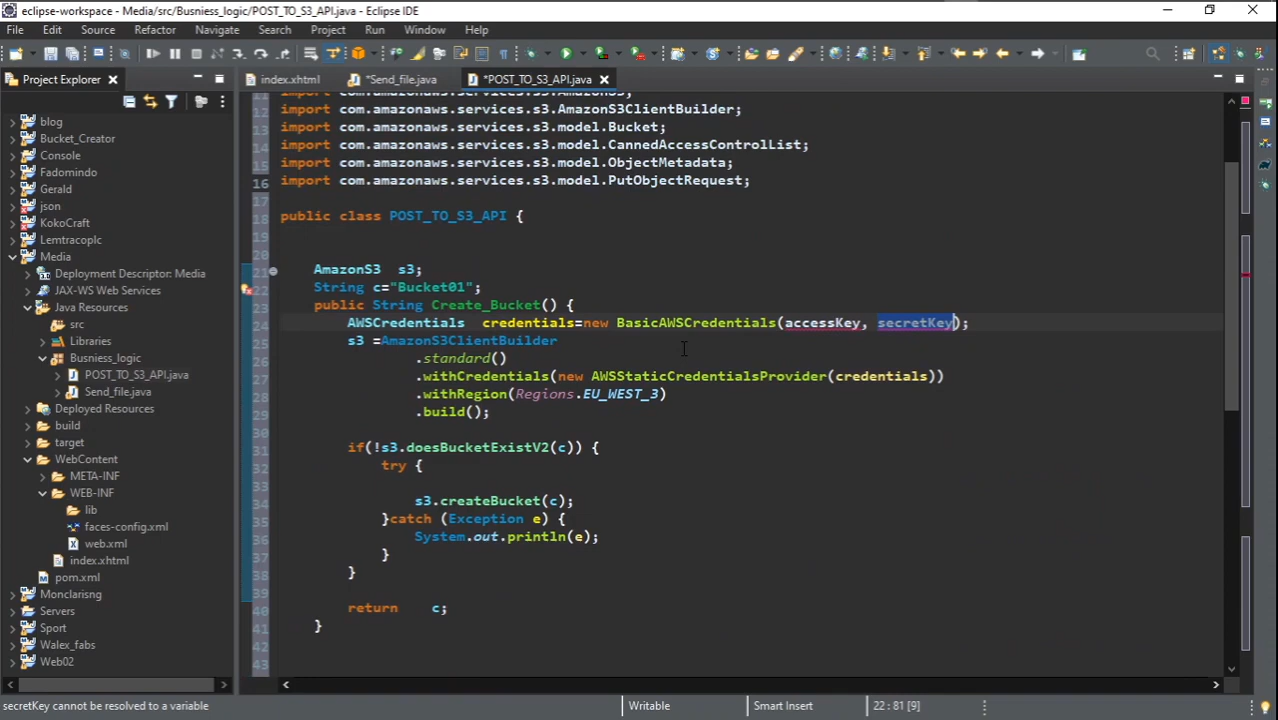 eclipse-workspace - Media/src/Busniess_logic/POST_TO_S3_API.java - Eclipse IDE
File Edit Source Refactor Navigate Search Project Run Window Help
Project Explorer
index.xhtml *Send_file.java *POST_TO_S3_API.java
blog
Bucket_Creator
Console
Fadomindo
Gerald
json
KokoCraft
Lemtracoplc
Media
Deployment Descriptor: Media
JAX-WS Web Services
Java Resources
src
Libraries
Busniess_logic
POST_TO_S3_API.java
Send_file.java
Deployed Resources
build
target
WebContent
META-INF
WEB-INF
lib
faces-config.xml
web.xml
index.xhtml
pom.xml
Monclarisng
Servers
Sport
Walex_fabs
Web02
11 import com.amazonaws.services.s3.AmazonS3;
12 import com.amazonaws.services.s3.AmazonS3ClientBuilder;
13 import com.amazonaws.services.s3.model.Bucket;
14 import com.amazonaws.services.s3.model.CannedAccessControlList;
15 import com.amazonaws.services.s3.model.ObjectMetadata;
16 import com.amazonaws.services.s3.model.PutObjectRequest;
17
18 public class POST_TO_S3_API {
19
20
21 AmazonS3 s3;
22 String c="Bucket01";
23 public String Create_Bucket() {
24 AWSCredentials credentials=new BasicAWSCredentials(accessKey, secretKey);
25 s3 =AmazonS3ClientBuilder
26 .standard()
27 .withCredentials(new AWSStaticCredentialsProvider(credentials))
28 .withRegion(Regions.EU_WEST_3)
29 .build();
30
31 if(!s3.doesBucketExistV2(c)) {
32 try {
33
34 s3.createBucket(c);
35 }catch (Exception e) {
36 System.out.println(e);
37 }
38 }
39
40 return c;
41 }
42
43
secretKey cannot be resolved to a variable
Writable
Smart Insert
22 : 81 [9]